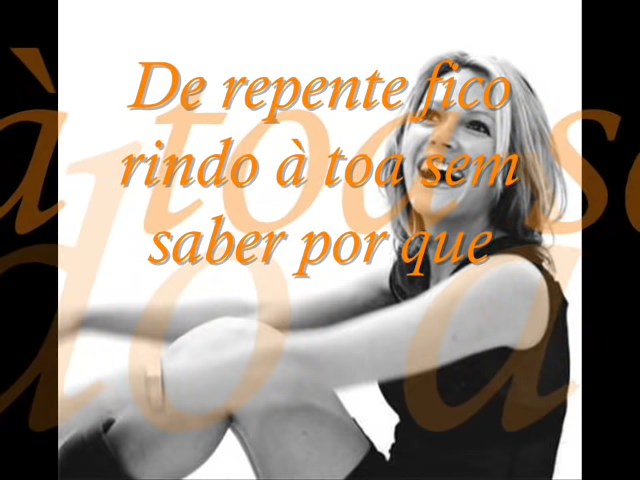 De repente fico
rindo à toa sem
saber por que